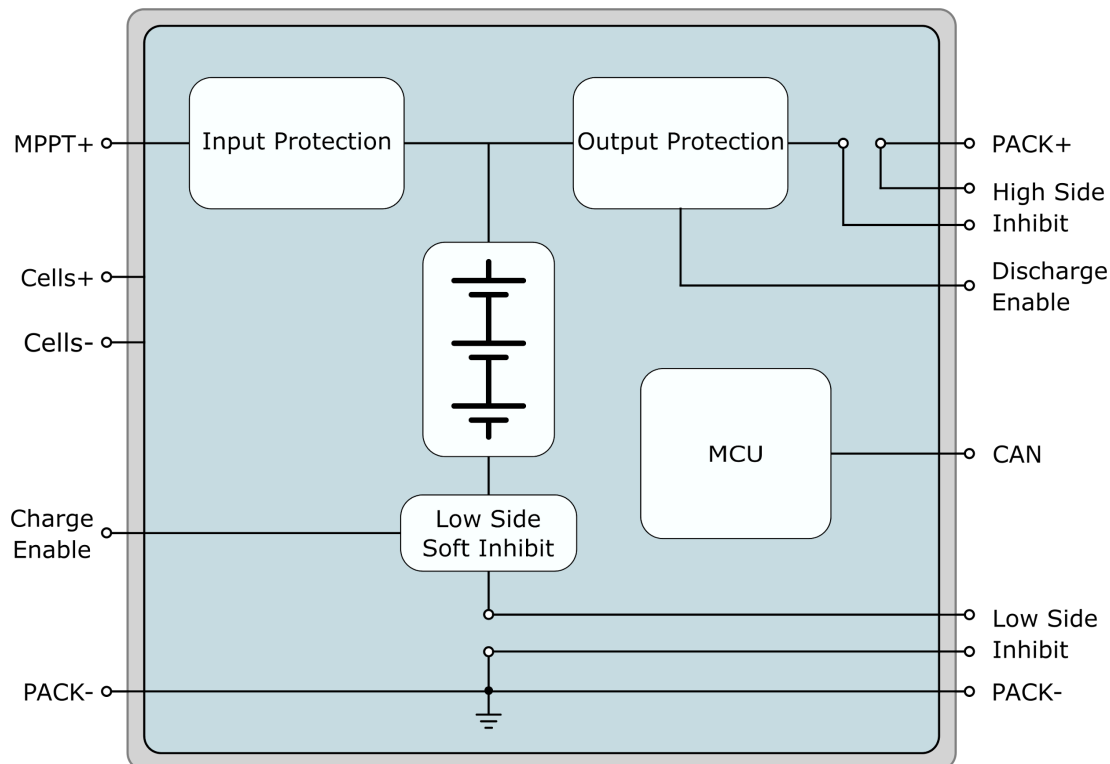 MPPT+
Input Protection
Output Protection
PACK+
High Side
Inhibit
Cells+
Discharge
Enable
Cells-
MCU
CAN
Charge
Enable
Low Side
Soft Inhibit
Low Side
Inhibit
PACK-
PACK-